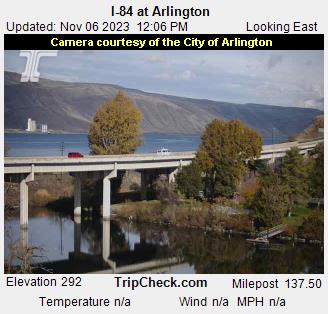 I-84 at Arlington
Updated: Nov 06 2023 12:06 PM Looking East
Camera courtesy of the City of Arlington
Elevation 292 TripCheck.com Milepost 137.50
Temperature n/a Wind n/a MPH n/a